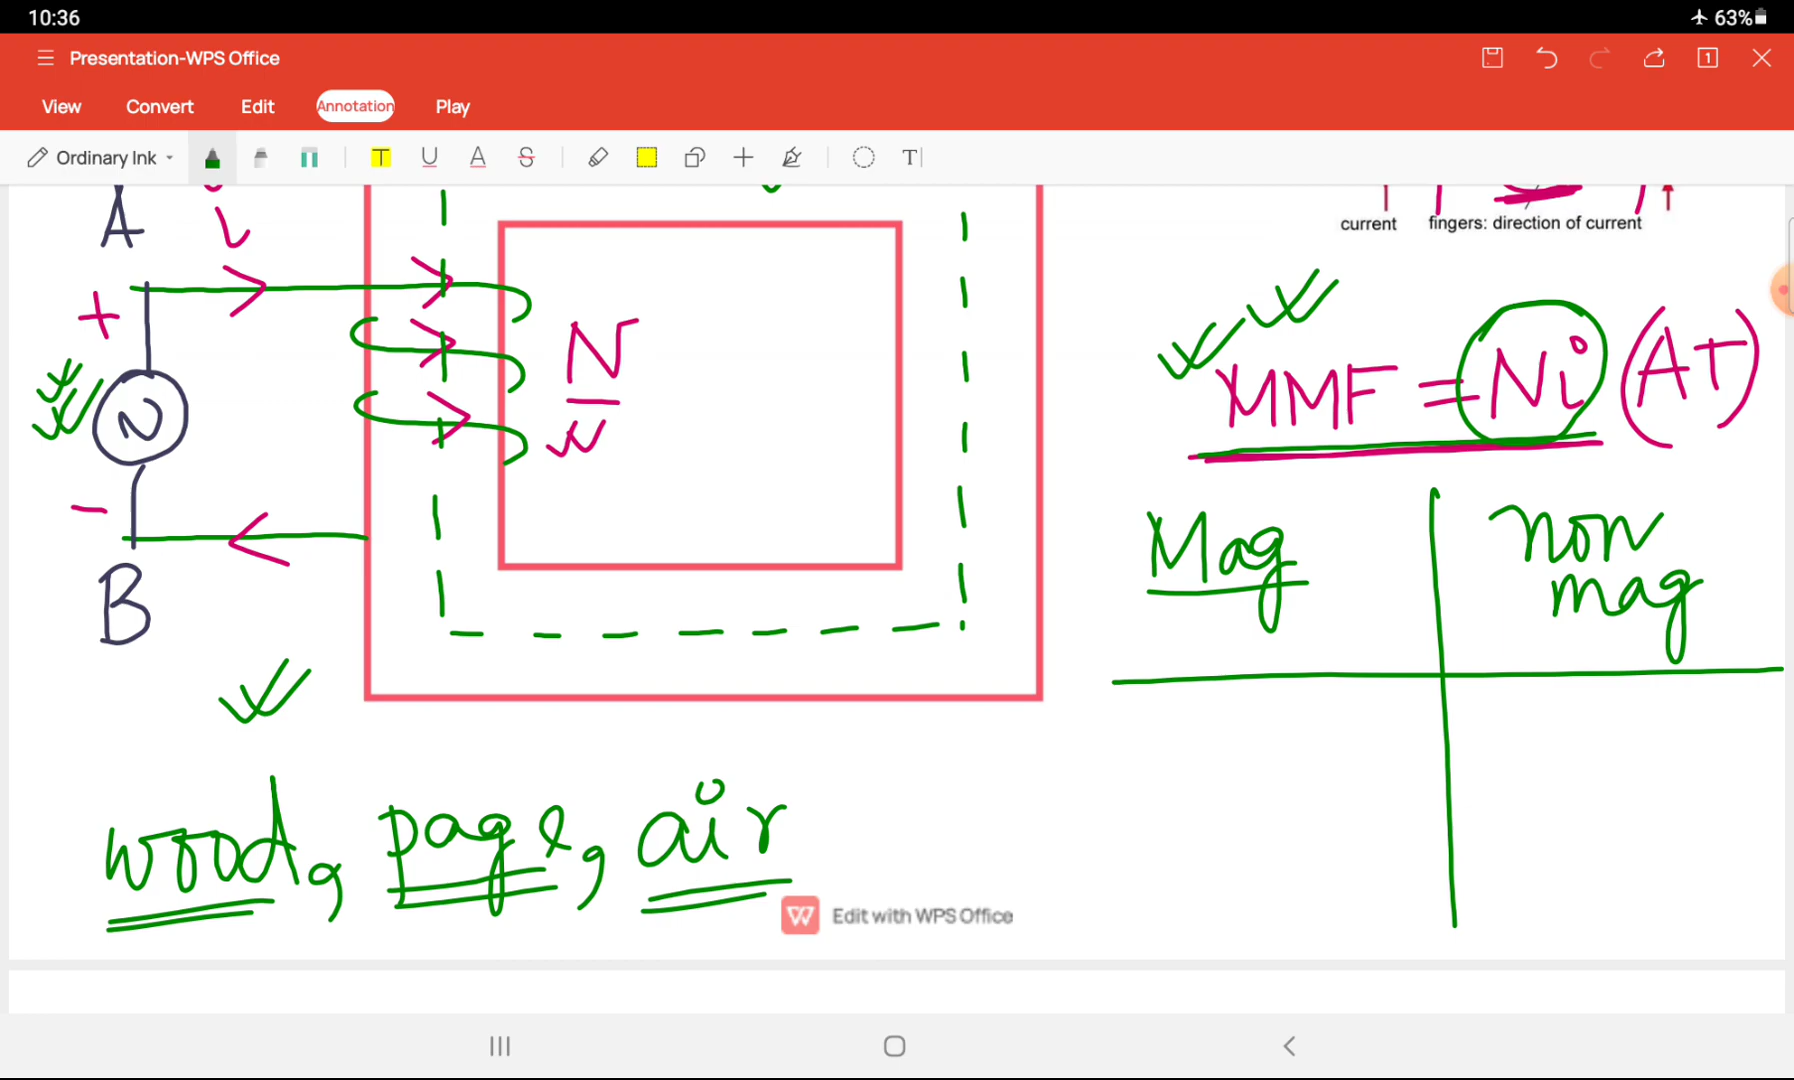 10:36
63%
Presentation-WPS Office
1
View Convert Edit Annotation Play
Ordinary Ink T U A S T
A
i
current fingers: direction of current
+
N
N
MMF = Ni (AT)
-
B
Mag
non
mag
wood, page, air
Edit with WPS Office